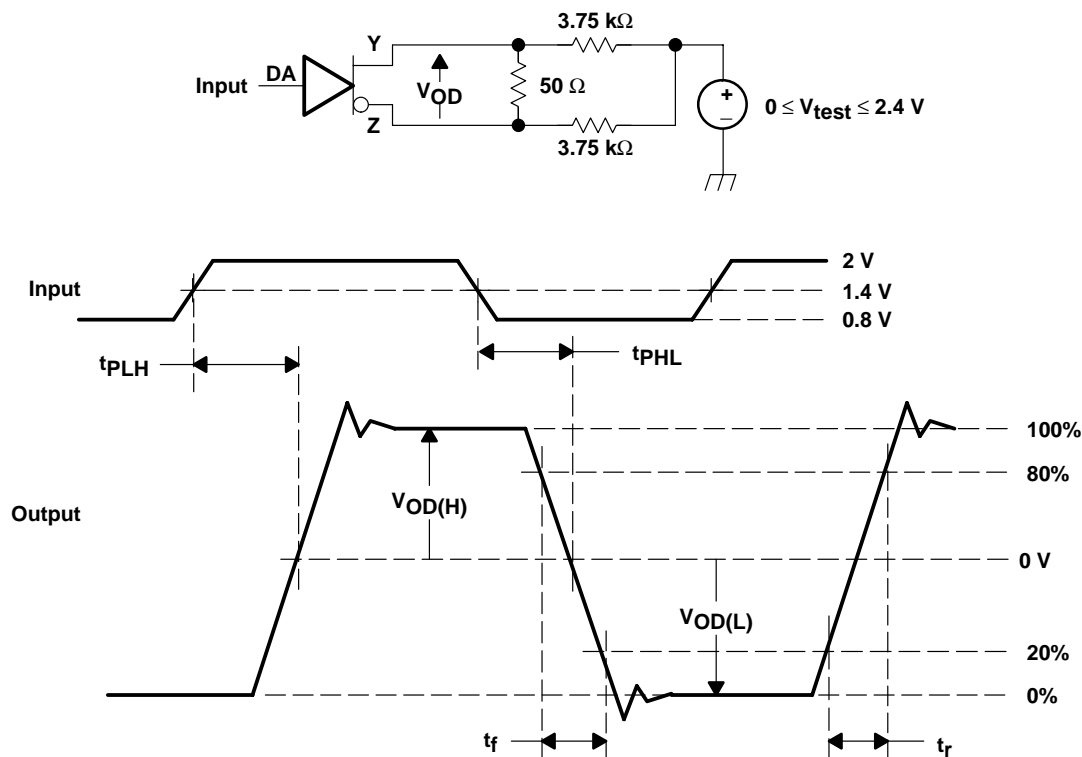 3.75 kΩ
Y
Input
DA
VOD
50 Ω
+
–
0 ≤ Vtest ≤ 2.4 V
Z
3.75 kΩ
2 V
Input
1.4 V
0.8 V
tPLH
tPHL
100%
80%
VOD(H)
Output
0 V
VOD(L)
20%
0%
tf
tr